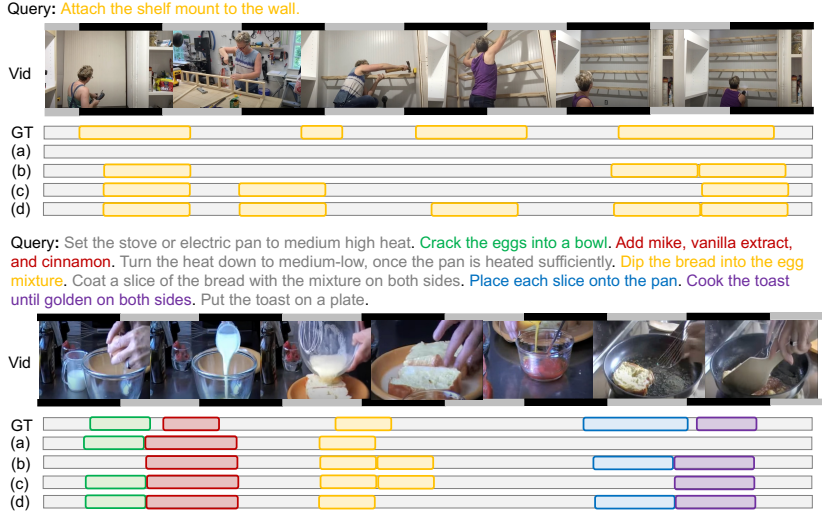 Query: Attach the shelf mount to the wall.
Vid
GT
(a)
(b)
(c)
(d)
Query: Set the stove or electric pan to medium high heat. Crack the eggs into a bowl. Add mike, vanilla extract,
and cinnamon. Turn the heat down to medium-low, once the pan is heated sufficiently. Dip the bread into the egg
mixture. Coat a slice of the bread with the mixture on both sides. Place each slice onto the pan. Cook the toast
until golden on both sides. Put the toast on a plate.
Vid
GT
(a)
(b)
(c)
(d)